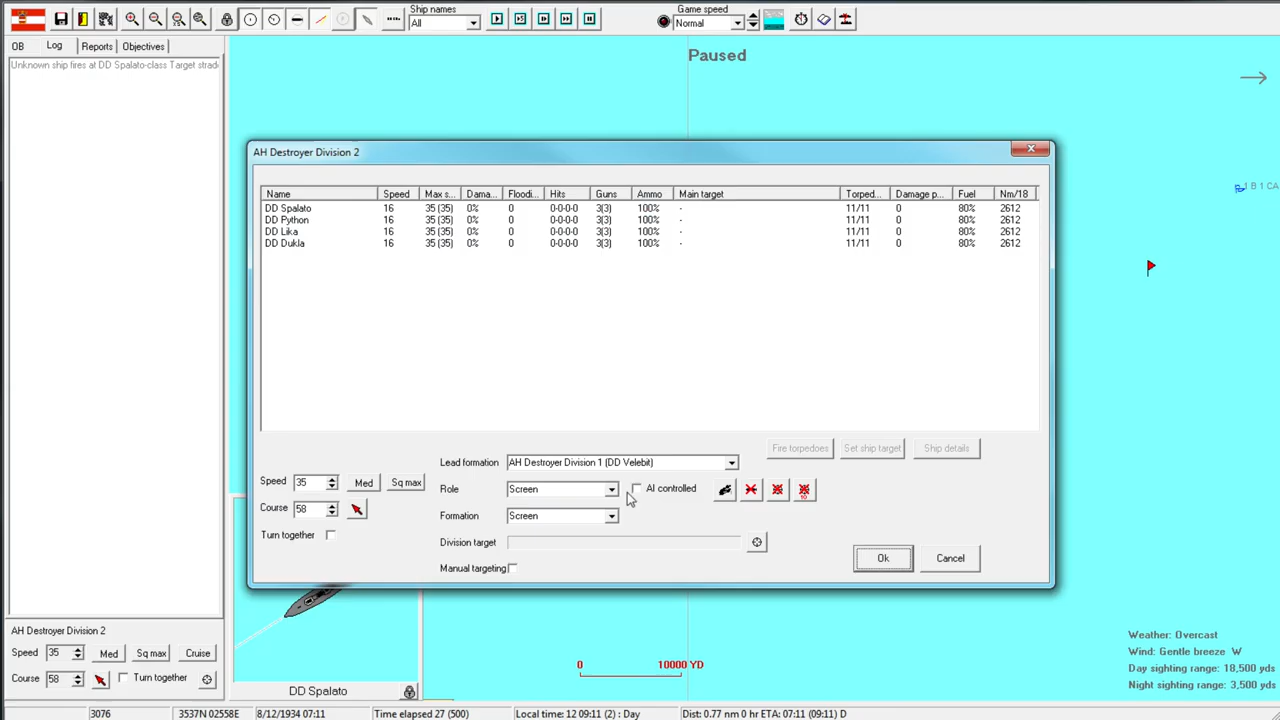 Ship names
All
Game speed
Normal
OB Log Reports Objectives
Paused
Unknown ship fires at DD Spalato-class Target strad
AH Destroyer Division 2
1 B 1 CA
Name Speed Max s... Dama... Floodi... Hits Guns Ammo Main target Torped... Damage p... Fuel Nm/18
DD Spalato 16 35 (35) 0% 0 0-0-0-0 3(3) 100% - 11/11 0 80% 2612
DD Python 16 35 (35) 0% 0 0-0-0-0 3(3) 100% - 11/11 0 80% 2612
DD Lika 16 35 (35) 0% 0 0-0-0-0 3(3) 100% - 11/11 0 80% 2612
DD Dukla 16 35 (35) 0% 0 0-0-0-0 3(3) 100% - 11/11 0 80% 2612
Fire torpedoes Set ship target Ship details
Lead formation AH Destroyer Division 1 (DD Velebit)
Speed 35 Med Sq max
Role Screen AI controlled
10
Course 58
Formation Screen
Turn together
Division target
Ok Cancel
Manual targeting
AH Destroyer Division 2
Speed 35 Med Sq max Cruise
Course 58 Turn together
DD Spalato
0 10000 YD
Weather: Overcast
Wind: Gentle breeze W
Day sighting range: 18,500 yds
Night sighting range: 3,500 yds
3076 3537N 02558E 8/12/1934 07:11 Time elapsed 27 (500) Local time: 12 09:11 (2) : Day Dist: 0.77 nm 0 hr ETA: 07:11 (09:11) D